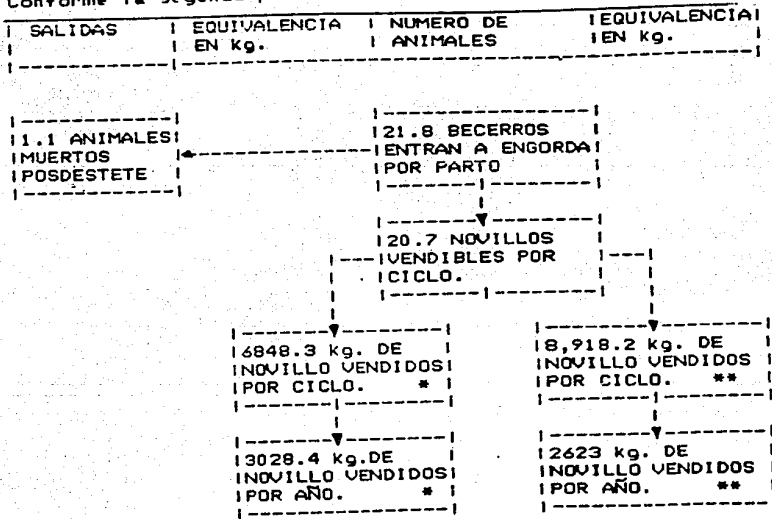 SALIDAS EQUIVALENCIA NUMERO DE EQUIVALENCIA
EN Kg. ANIMALES EN Kg.
1.1 ANIMALES
MUERTOS
POSDESTETE
21.8 BECERROS
ENTRAN A ENGORDA
POR PARTO
20.7 NOVILLOS
VENDIBLES POR
CICLO.
6848.3 kg. DE
NOVILLO VENDIDOS
POR CICLO. *
8,918.2 kg. DE
NOVILLO VENDIDOS
POR CICLO. **
3028.4 kg.DE
NOVILLO VENDIDOS
POR AÑO. *
2623 kg. DE
NOVILLO VENDIDOS
POR AÑO. **